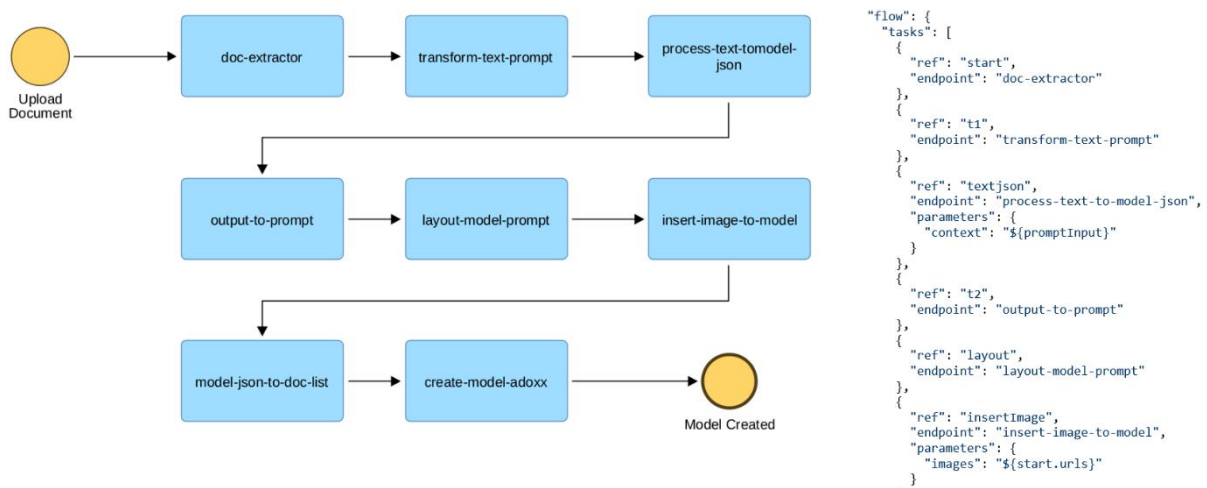 Upload
Document
doc-extractor
transform-text-prompt
process-text-tomodel-
json
output-to-prompt
layout-model-prompt
insert-image-to-model
model-json-to-doc-list
create-model-adoxx
Model Created
"flow": {
"tasks": [
{
"ref": "start",
"endpoint": "doc-extractor"
},
{
"ref": "t1",
"endpoint": "transform-text-prompt"
},
{
"ref": "textjson",
"endpoint": "process-text-to-model-json",
"parameters": {
"context": "${promptInput}"
}
},
{
"ref": "t2",
"endpoint": "output-to-prompt"
},
{
"ref": "layout",
"endpoint": "layout-model-prompt"
},
{
"ref": "insertImage",
"endpoint": "insert-image-to-model",
"parameters": {
"images": "${start.urls}"
}